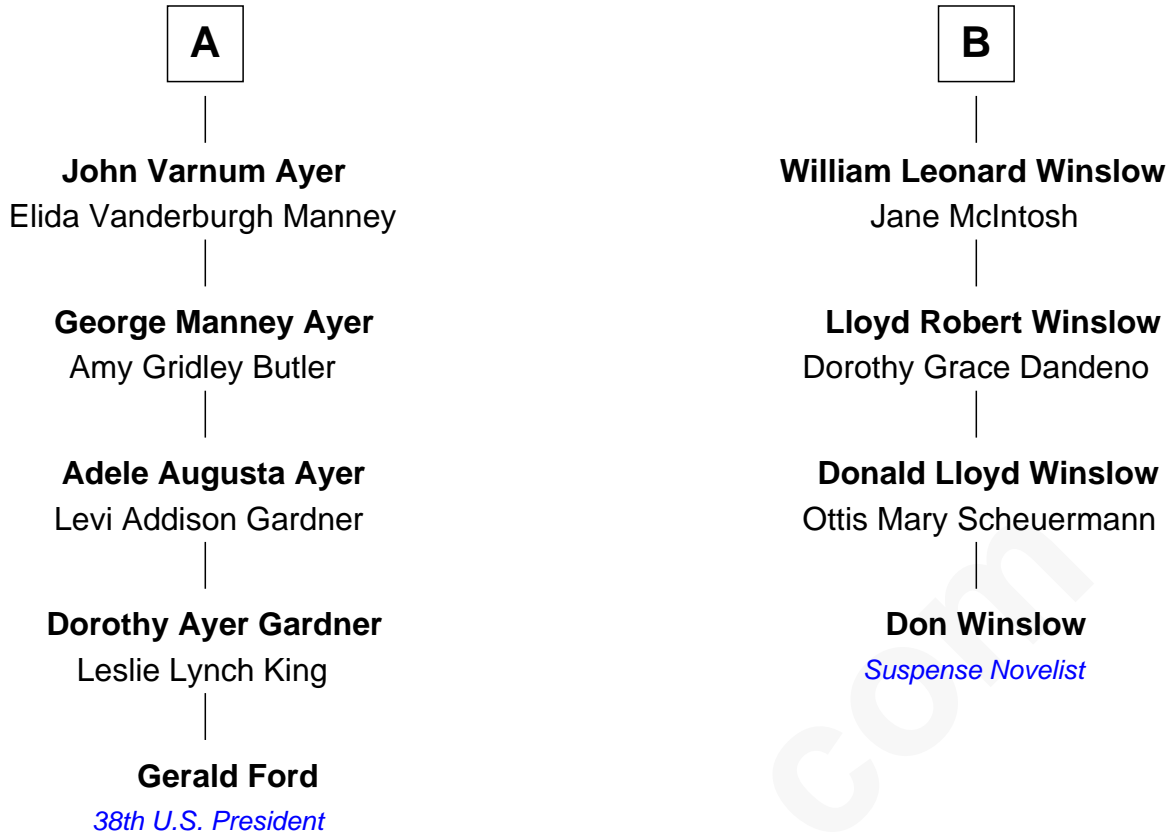 A
John Varnum Ayer
Elida Vanderburgh Manney
George Manney Ayer
Amy Gridley Butler
Adele Augusta Ayer
Levi Addison Gardner
Dorothy Ayer Gardner
Leslie Lynch King
Gerald Ford
38th U.S. President
B
William Leonard Winslow
Jane McIntosh
Lloyd Robert Winslow
Dorothy Grace Dandeno
Donald Lloyd Winslow
Ottis Mary Scheuermann
Don Winslow
Suspense Novelist
com